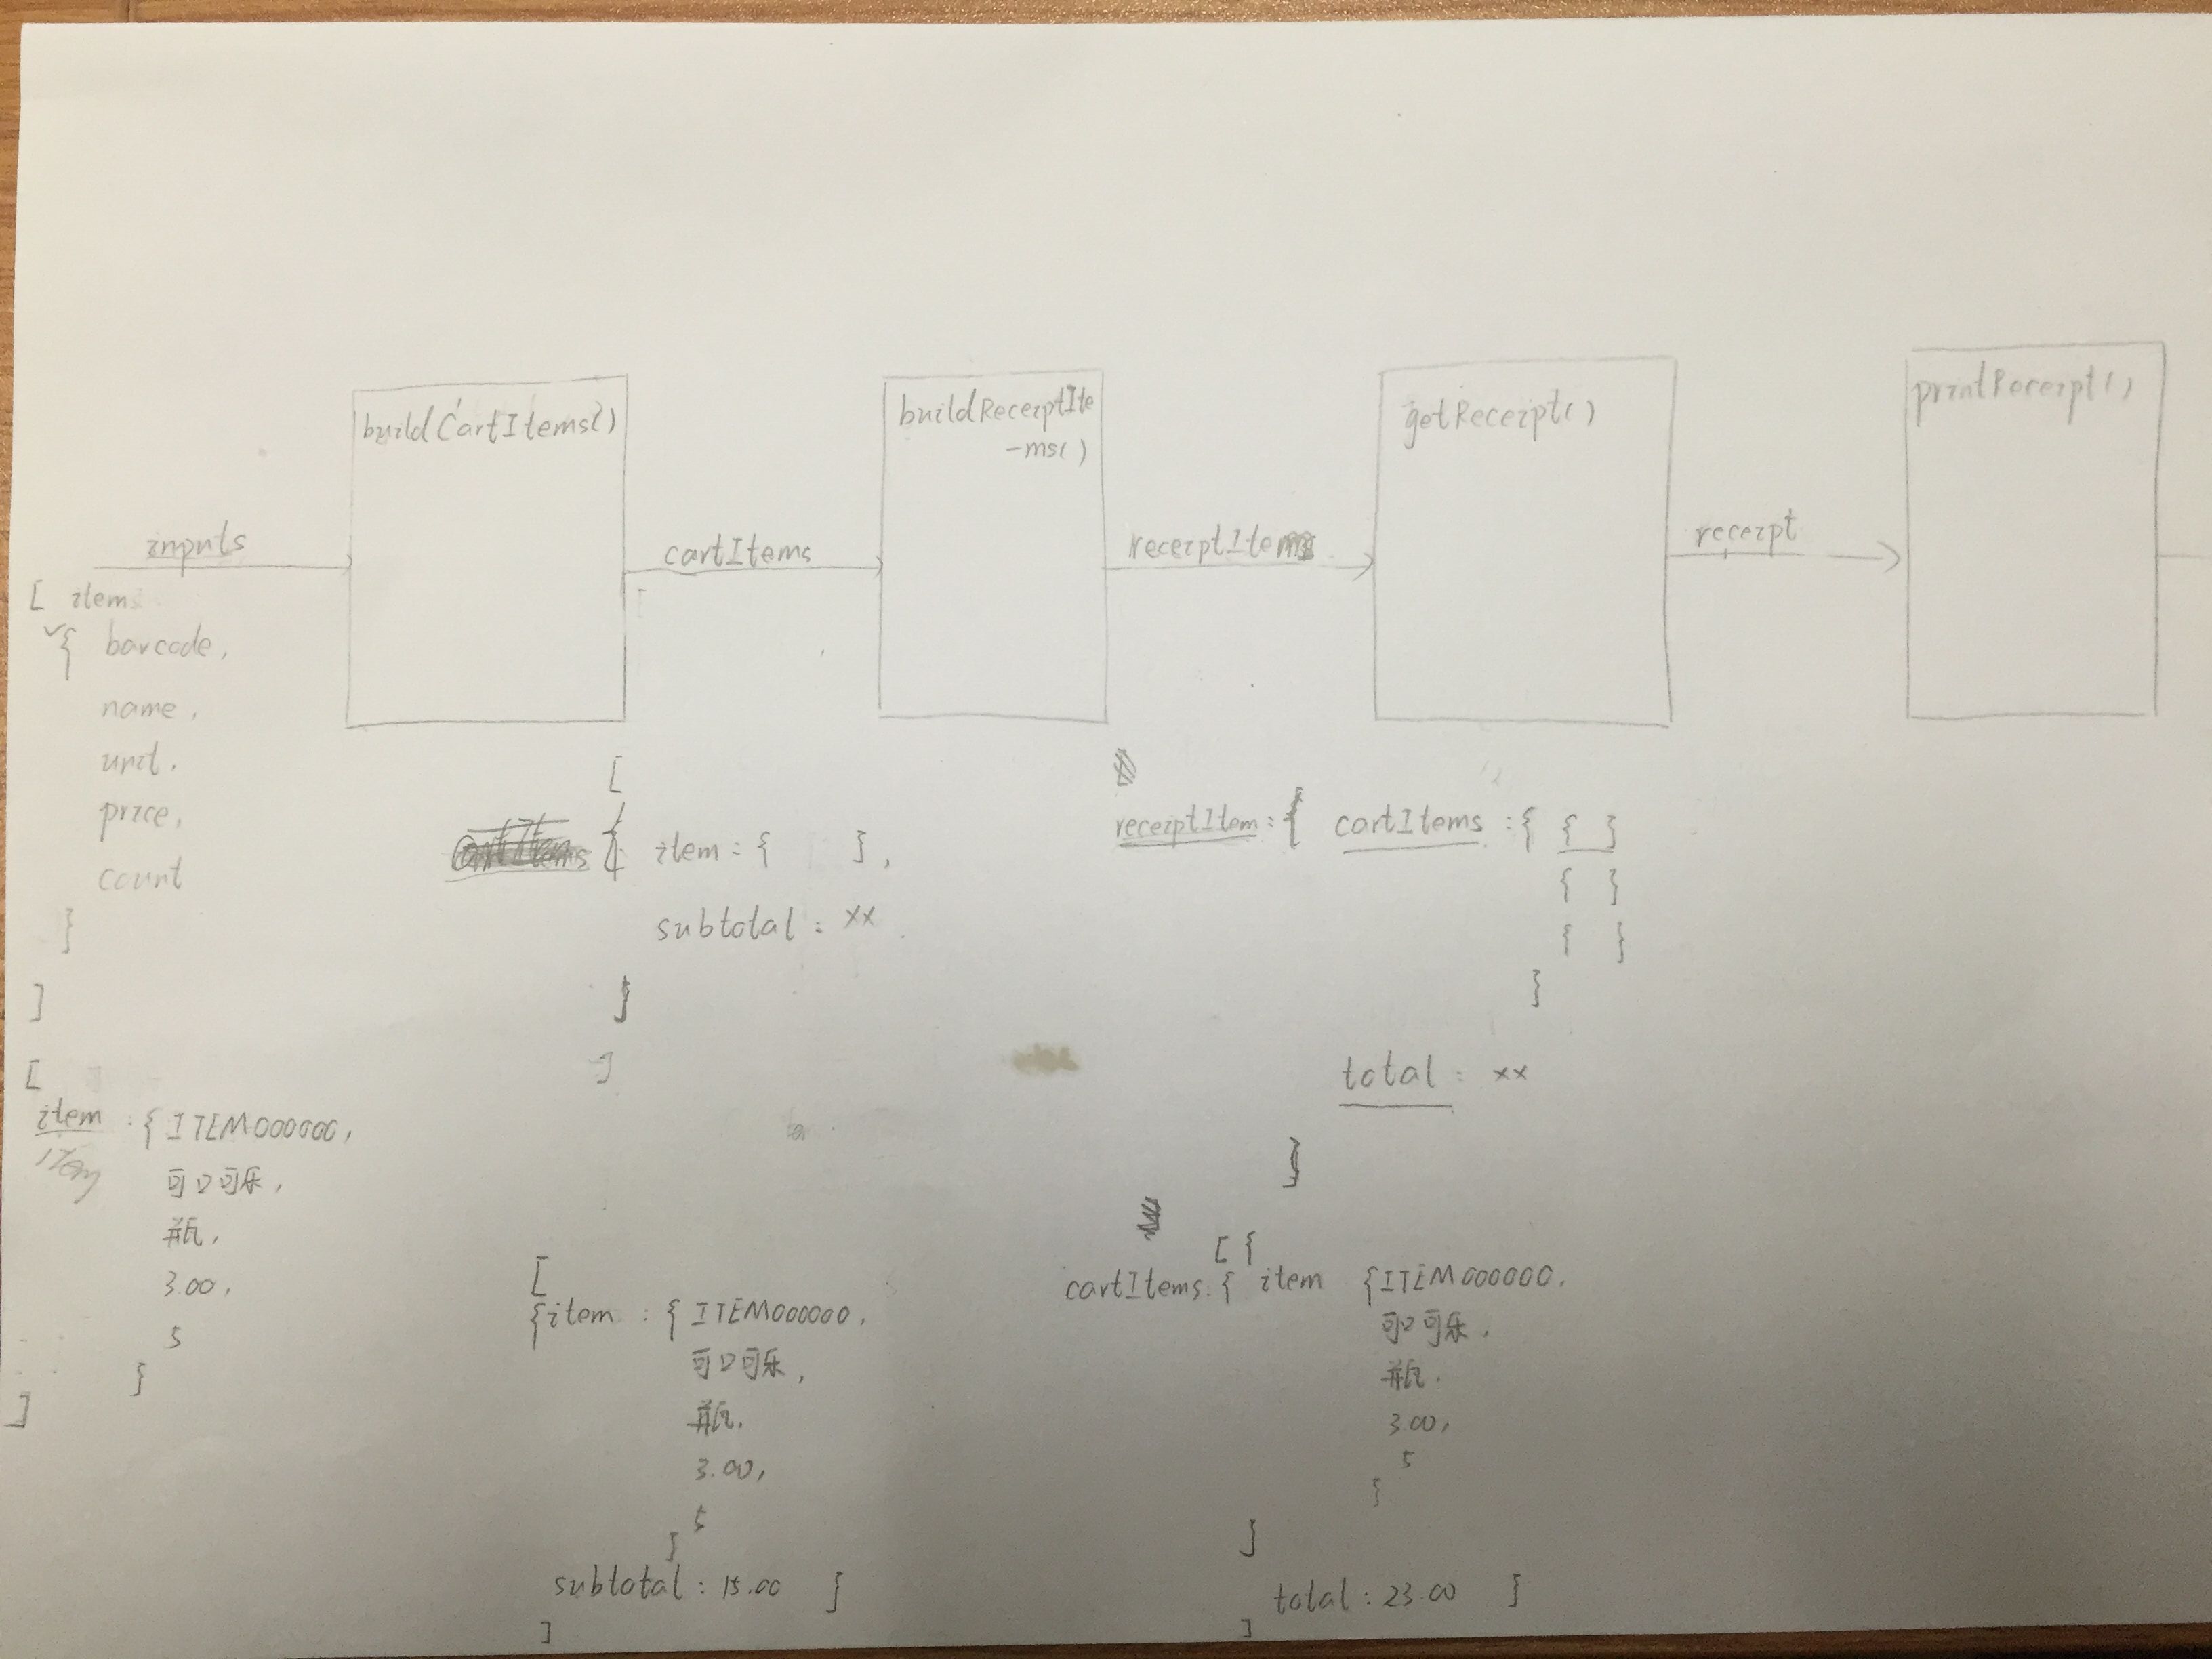 buildCartItems()
buildReceiptIte
-ms()
getReceipt()
printReceipt()
inputs
cartItems
receiptItems
receipt
[ items
{ barcode,
name,
unit,
price,
count
}
]
[
[
{ item : { },
subtotal : xx
}
]
receiptItem : { cartItems : { { }
{ }
{ }
}
total : xx
}
[
item : { ITEM000000,
item
可口可乐,
瓶,
3.00,
5
}
]
[
{item : { ITEM000000,
可口可乐,
瓶,
3.00,
5
}
subtotal : 15.00 }
]
[ {
cartItems : { item { ITEM000000,
可口可乐,
瓶,
3.00,
5
}
]
total : 23.00 }
]